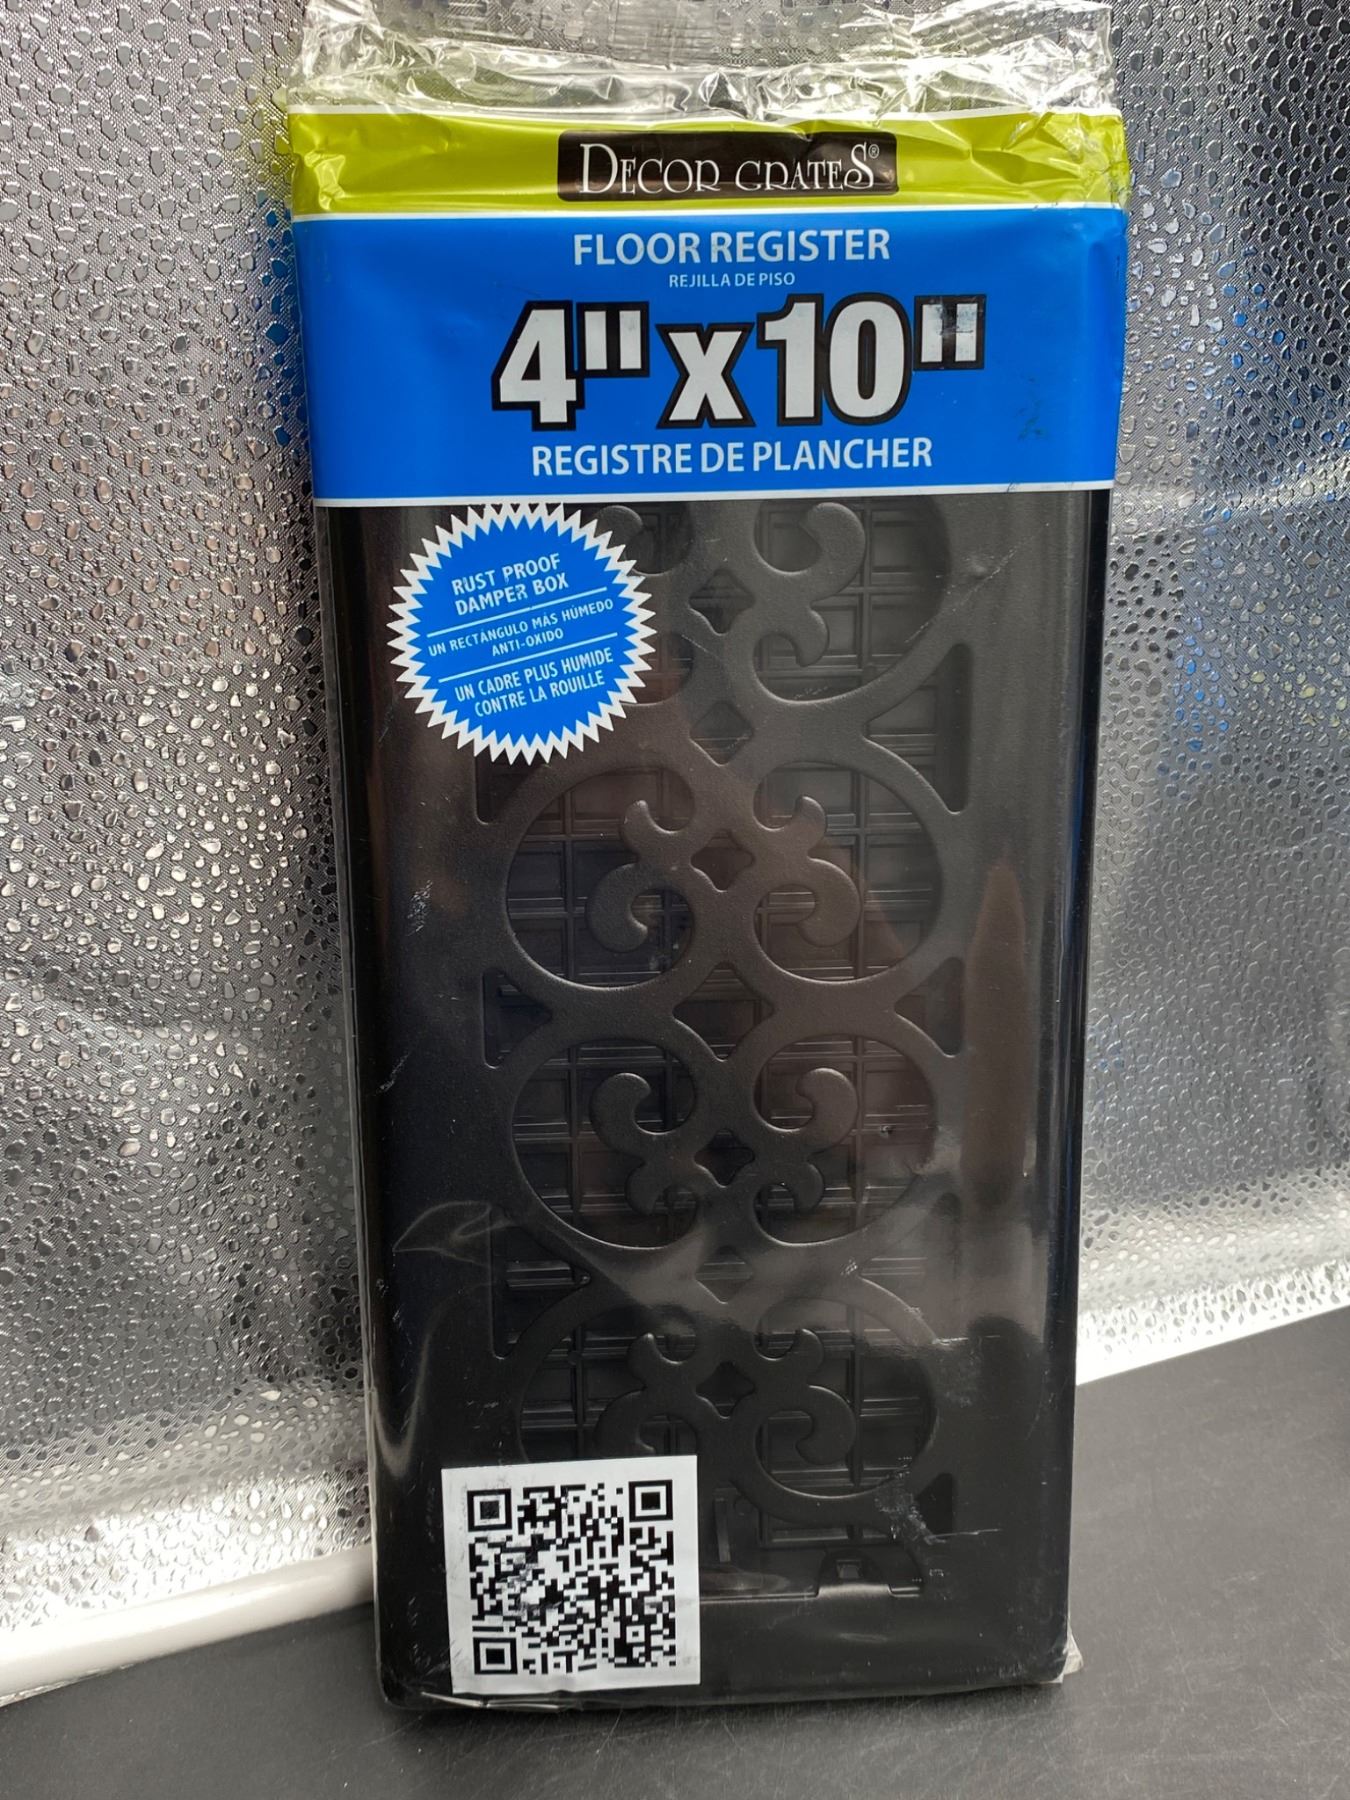 DECOR GRATES®
FLOOR REGISTER
REJILLA DE PISO
4" x 10"
REGISTRE DE PLANCHER
RUST PROOF
DAMPER BOX
UN RECTÁNGULO MÁS HÚMEDO
ANTI-OXIDO
UN CADRE PLUS HUMIDE
CONTRE LA ROUILLE